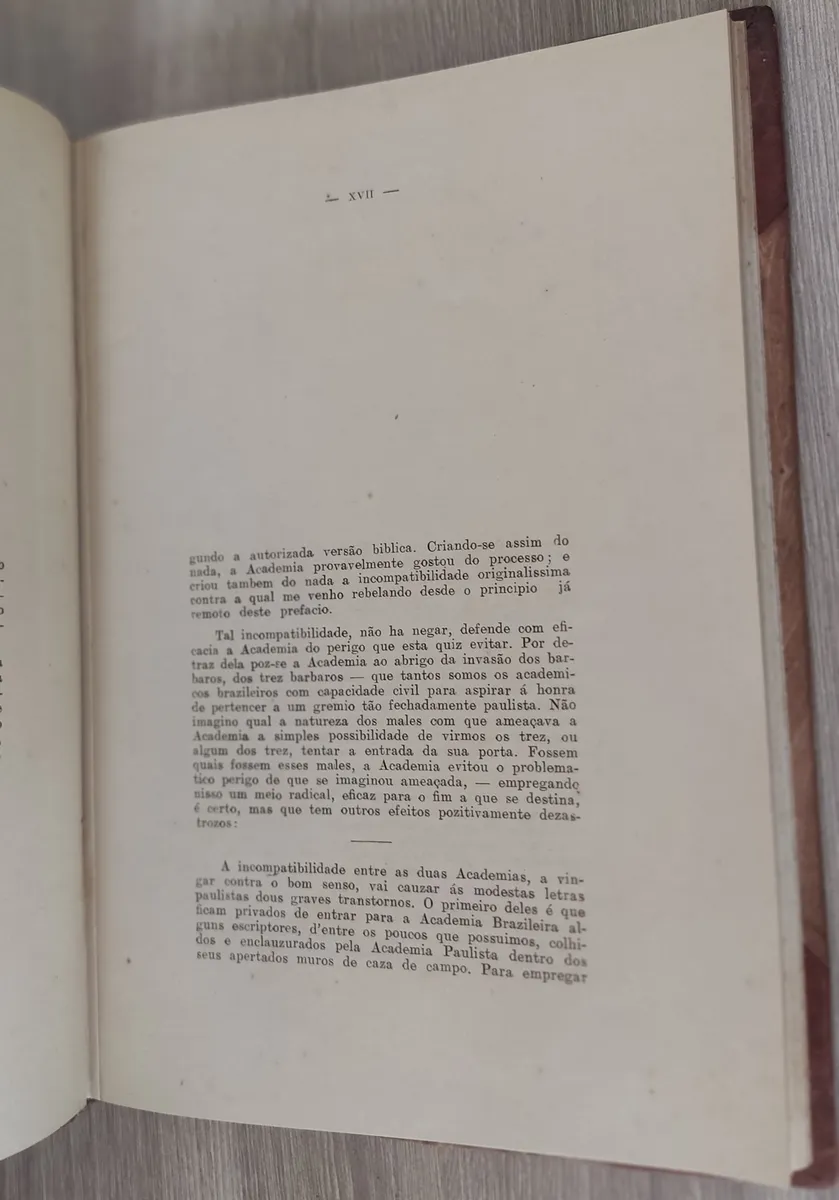 — XVII —
gundo a autorizada versão biblica. Criando-se assim do
nada, a Academia provavelmente gostou do processo; e
criou tambem do nada a incompatibilidade originalissima
contra a qual me venho rebelando desde o principio já
remoto deste prefacio.
Tal incompatibilidade, não ha negar, defende com efi-
cacia a Academia do perigo que esta quiz evitar. Por de-
traz dela poz-se a Academia ao abrigo da invasão dos bar-
baros, dos trez barbaros — que tantos somos os academi-
cos brazileiros com capacidade civil para aspirar á honra
de pertencer a um gremio tão fechadamente paulista. Não
imagino qual a natureza dos males com que ameaçava a
Academia a simples possibilidade de virmos os trez, ou
algum dos trez, tentar a entrada da sua porta. Fossem
quais fossem esses males, a Academia evitou o problema-
tico perigo de que se imaginou ameaçada, — empregando
nisso um meio radical, eficaz para o fim a que se destina,
é certo, mas que tem outros efeitos pozitivamente dezas-
trozos:
A incompatibilidade entre as duas Academias, a vin-
gar contra o bom senso, vai cauzar ás modestas letras
paulistas dous graves transtornos. O primeiro deles é que
ficam privados de entrar para a Academia Brazileira al-
guns escriptores, d'entre os poucos que possuimos, colhi-
dos e enclauzurados pela Academia Paulista dentro dos
seus apertados muros de caza de campo. Para empregar